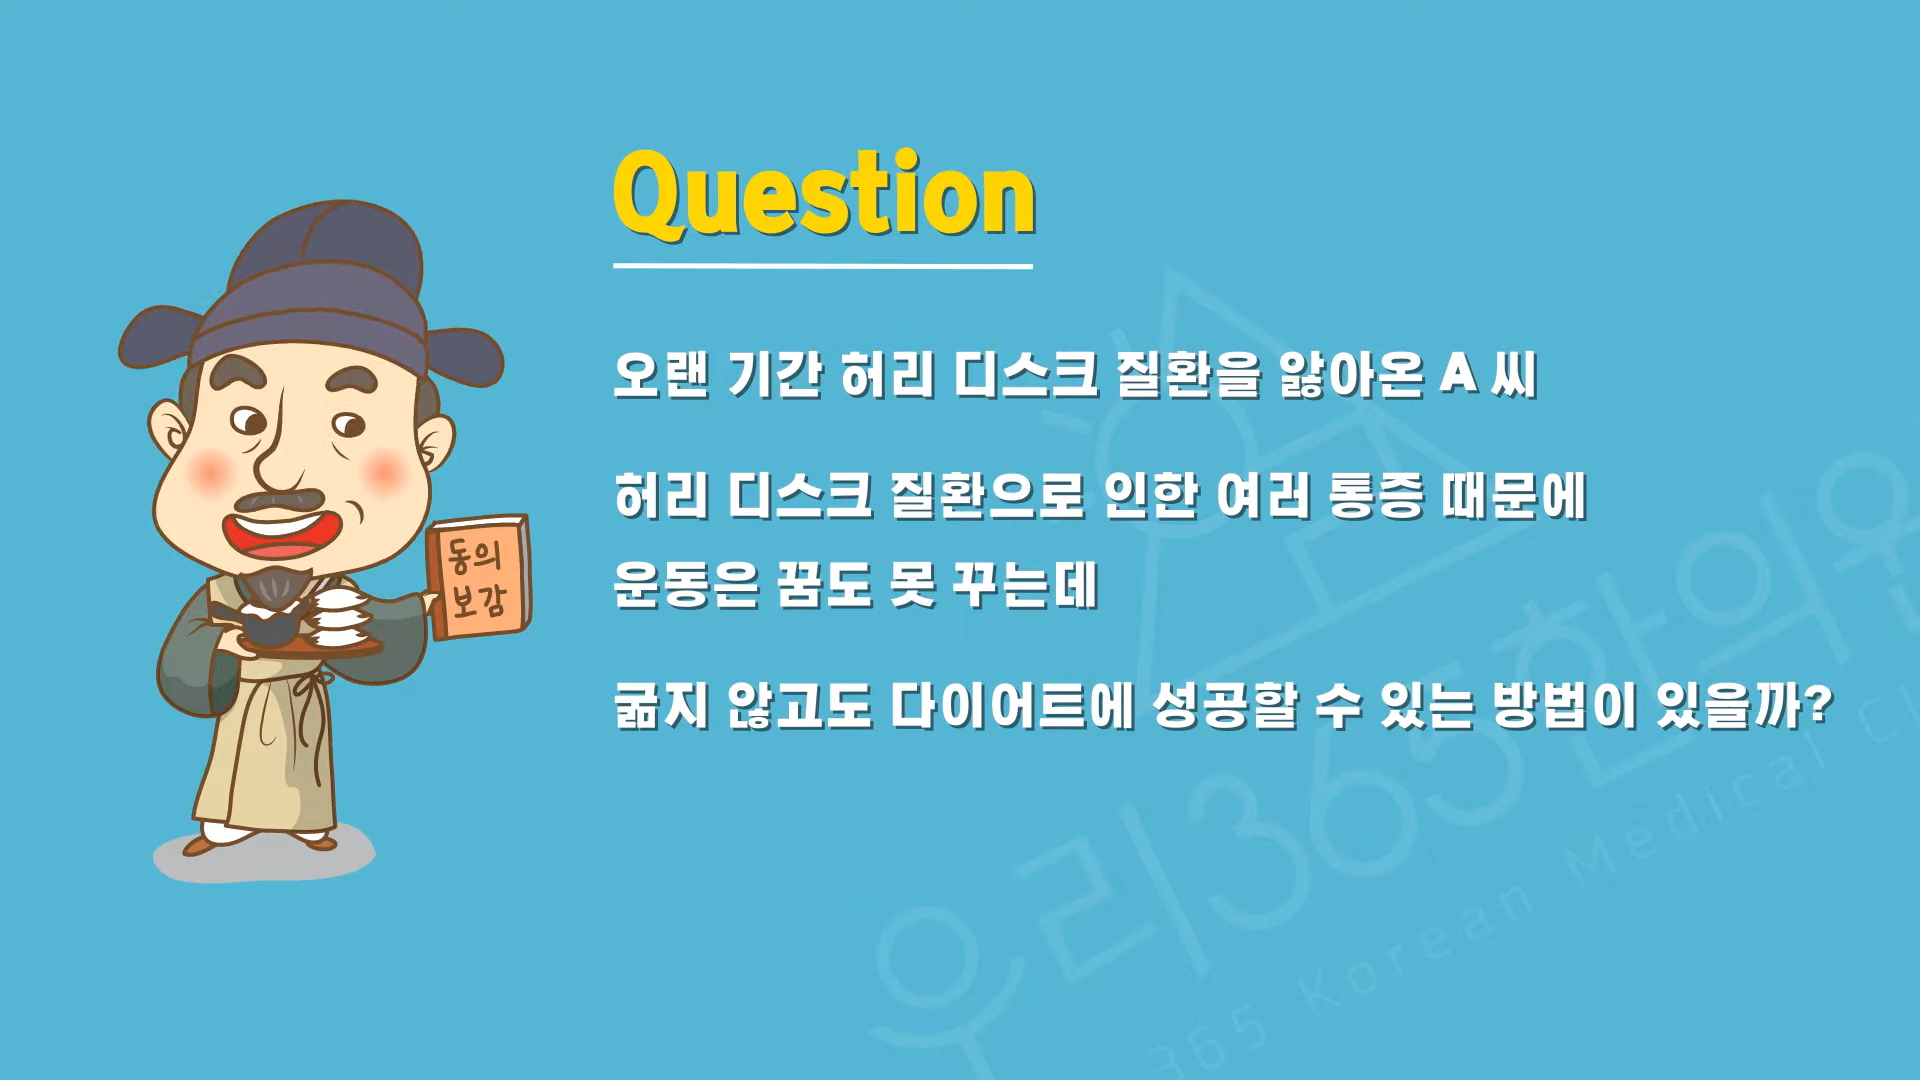 Question
오랜 기간 허리 디스크 질환을 앓아온 A 씨
허리 디스크 질환으로 인한 여러 통증 때문에
운동은 꿈도 못 꾸는데
굶지 않고도 다이어트에 성공할 수 있는 방법이 있을까?
동의
보감
우리365한의원
365 Korean Medical